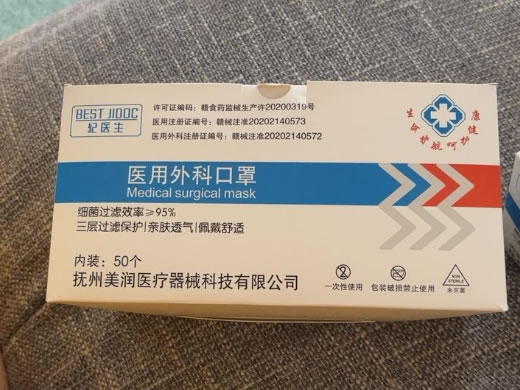 BEST JIOOC
纪医生
许可证编码：赣食药监械生产许20200319号
医用注册证编号：赣械注准20202140573
医用外科注册证编号：赣械注准20202140572
生命护航 呵护健康
医用外科口罩
Medical surgical mask
细菌过滤效率≥95%
三层过滤保护/亲肤透气/佩戴舒适
内装：50个
抚州美润医疗器械科技有限公司
一次性使用
包装破损禁止使用
NON STERILE
未灭菌